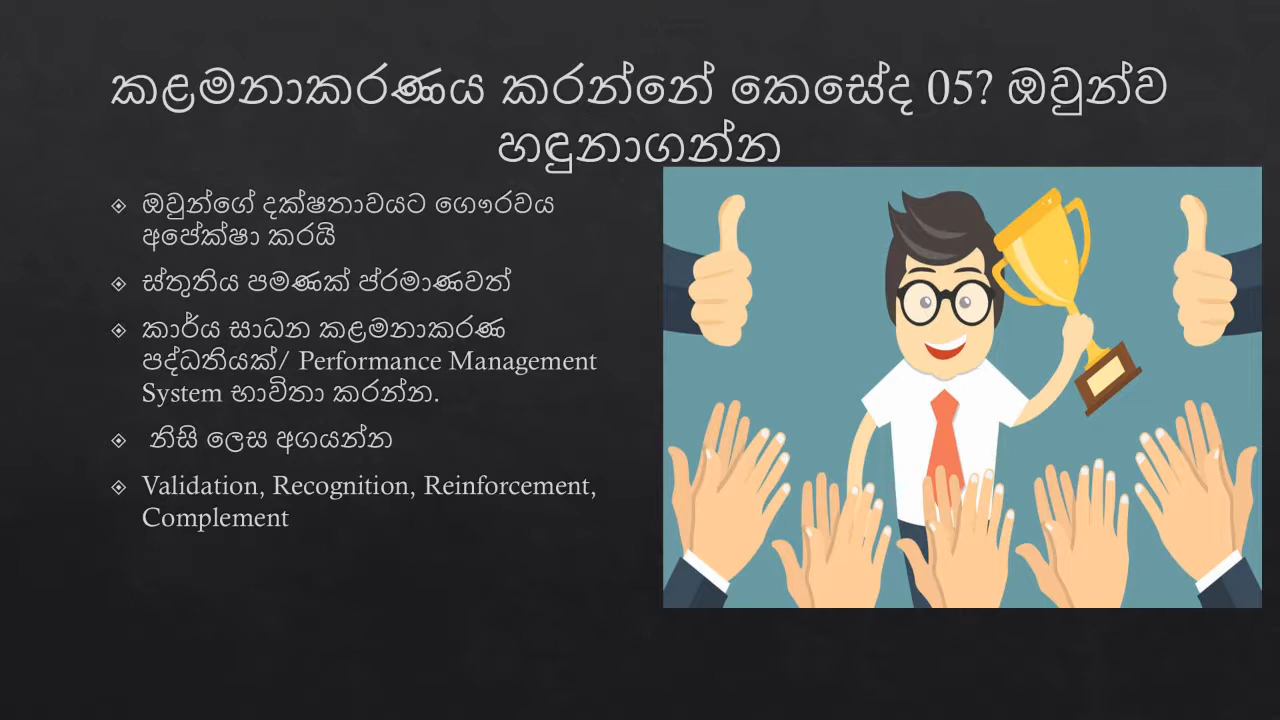 කළමනාකරණය කරන්නේ කෙසේද 05? ඔවුන්ව
හඳුනාගන්න
ඔවුන්ගේ දක්ෂතාවයට ගෞරවය
අපේක්ෂා කරයි
ස්තුතිය පමණක් ප්රමාණවත්
කාර්ය සාධන කළමනාකරණ
පද්ධතියක්/ Performance Management
System භාවිතා කරන්න.
නිසි ලෙස අගයන්න
Validation, Recognition, Reinforcement,
Complement